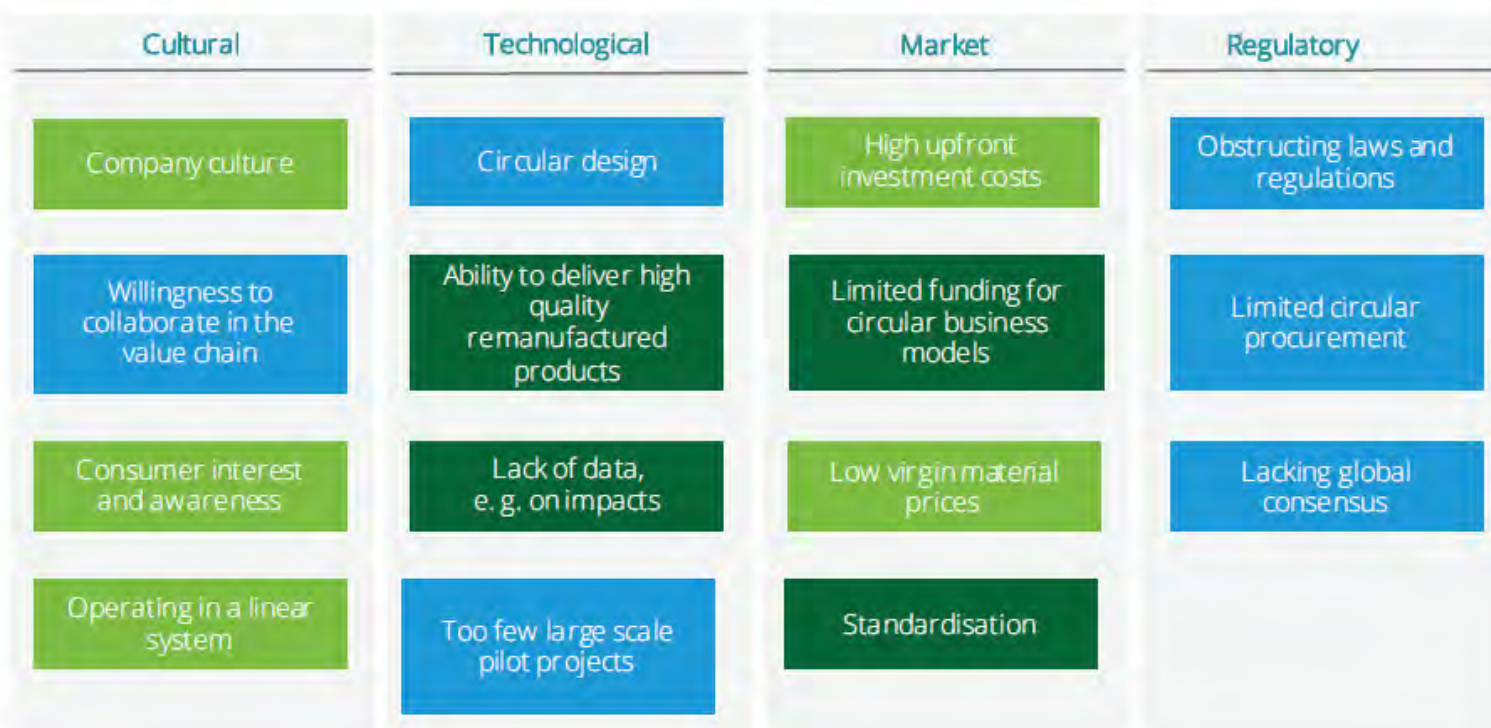 Cultural
Technological
Market
Regulatory
Company culture
Circular design
High upfront
investment costs
Obstructing laws and
regulations
Willingness to
collaborate in the
value chain
Ability to deliver high
quality
remanufactured
products
Limited funding for
circular business
models
Limited circular
procurement
Consumer interest
and awareness
Lack of data,
e. g. on impacts
Low virgin material
prices
Lacking global
consensus
Operating in a linear
system
Too few large scale
pilot projects
Standardisation